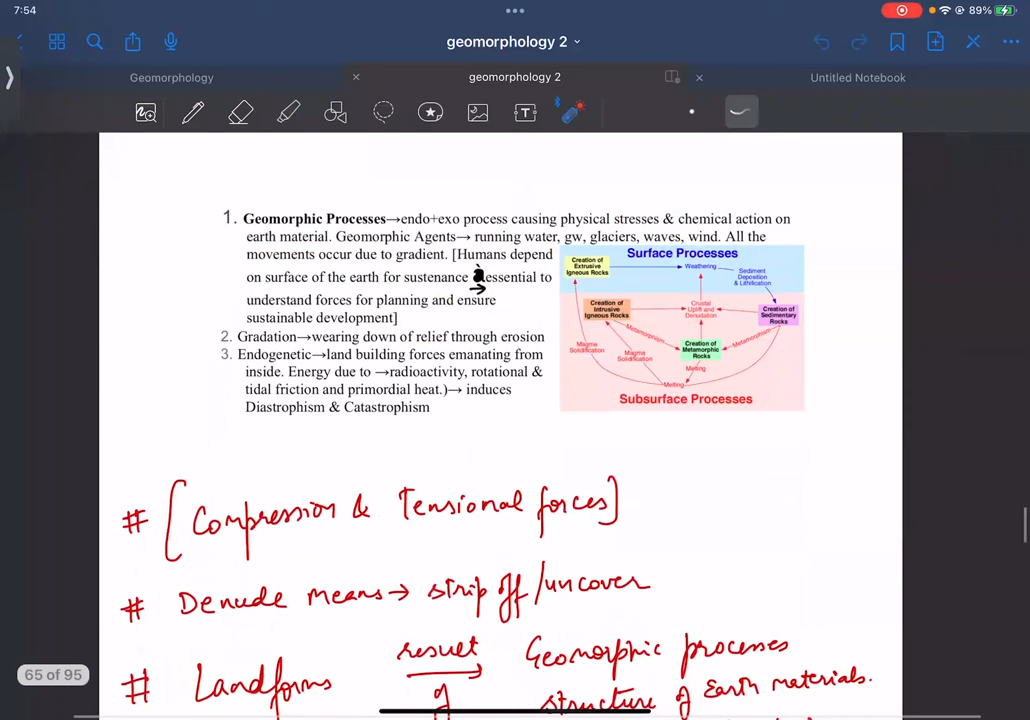 7:54
89%
geomorphology 2
Geomorphology
geomorphology 2
Untitled Notebook
1. Geomorphic Processes→endo+exo process causing physical stresses & chemical action on
earth material. Geomorphic Agents→ running water, gw, glaciers, waves, wind. All the
movements occur due to gradient. [Humans depend
on surface of the earth for sustenance → essential to
understand forces for planning and ensure
sustainable development]
2. Gradation→wearing down of relief through erosion
3. Endogenetic→land building forces emanating from
inside. Energy due to →radioactivity, rotational &
tidal friction and primordial heat.)→ induces
Diastrophism & Catastrophism
Surface Processes
Creation of
Extrusive
Igneous Rocks
Weathering
Sediment
Deposition
& Lithification
Creation of
Intrusive
Igneous Rocks
Crustal
Uplift and
Denudation
Creation of
Sedimentary
Rocks
Metamorphism
Metamorphism
Magma
Solidification
Magma
Solidification
Creation of
Metamorphic
Rocks
Melting
Melting
Subsurface Processes
# [Compression & Tensional forces]
# Denude means → strip off/uncover
# Landforms result of Geomorphic processes
structure of Earth materials.
65 of 95